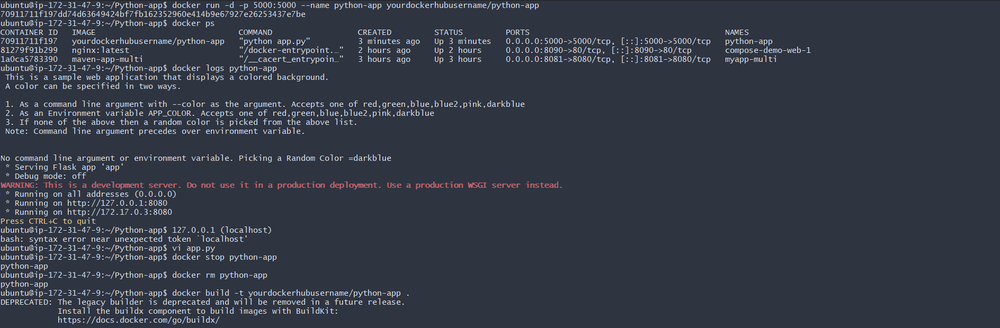 ubuntu@ip-172-31-47-9:~/Python-app$ docker run -d -p 5000:5000 --name python-app yourdockerhubusername/python-app
70911711f197dd74d63649424bf7fb162352960e414b9e67927e26253437e7be
ubuntu@ip-172-31-47-9:~/Python-app$ docker ps
CONTAINER ID   IMAGE                              COMMAND                  CREATED         STATUS         PORTS                                         NAMES
70911711f197   yourdockerhubusername/python-app   "python app.py"          3 minutes ago   Up 3 minutes   0.0.0.0:5000->5000/tcp, [::]:5000->5000/tcp   python-app
81279f91b299   nginx:latest                       "/docker-entrypoint.…"   2 hours ago     Up 2 hours     0.0.0.0:8090->80/tcp, [::]:8090->80/tcp       compose-demo-web-1
1a0ca5783390   maven-app-multi                    "/__cacert_entrypoin…"   3 hours ago     Up 3 hours     0.0.0.0:8081->8080/tcp, [::]:8081->8080/tcp   myapp-multi
ubuntu@ip-172-31-47-9:~/Python-app$ docker logs python-app
 This is a sample web application that displays a colored background.
 A color can be specified in two ways.

 1. As a command line argument with --color as the argument. Accepts one of red,green,blue,blue2,pink,darkblue
 2. As an Environment variable APP_COLOR. Accepts one of red,green,blue,blue2,pink,darkblue
 3. If none of the above then a random color is picked from the above list.
 Note: Command line argument precedes over environment variable.


No command line argument or environment variable. Picking a Random Color =darkblue
 * Serving Flask app 'app'
 * Debug mode: off
WARNING: This is a development server. Do not use it in a production deployment. Use a production WSGI server instead.
 * Running on all addresses (0.0.0.0)
 * Running on http://127.0.0.1:8080
 * Running on http://172.17.0.3:8080
Press CTRL+C to quit
ubuntu@ip-172-31-47-9:~/Python-app$ 127.0.0.1 (localhost)
bash: syntax error near unexpected token `localhost'
ubuntu@ip-172-31-47-9:~/Python-app$ vi app.py
ubuntu@ip-172-31-47-9:~/Python-app$ docker stop python-app
python-app
ubuntu@ip-172-31-47-9:~/Python-app$ docker rm python-app
python-app
ubuntu@ip-172-31-47-9:~/Python-app$ docker build -t yourdockerhubusername/python-app .
DEPRECATED: The legacy builder is deprecated and will be removed in a future release.
            Install the buildx component to build images with BuildKit:
            https://docs.docker.com/go/buildx/